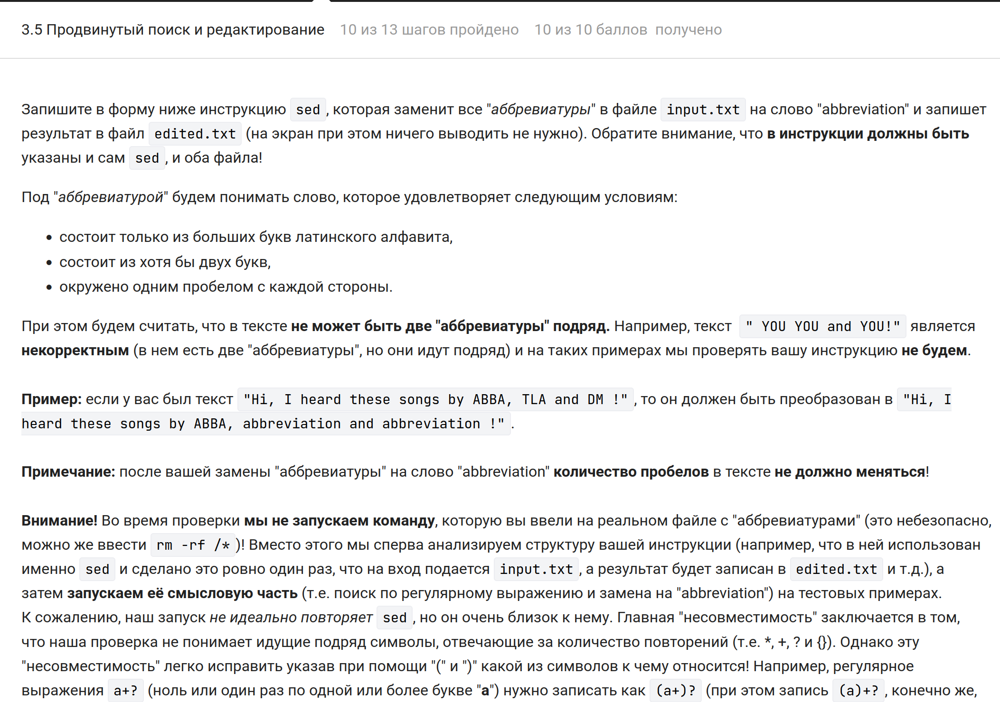 3.5 Продвинутый поиск и редактирование 10 из 13 шагов пройдено 10 из 10 баллов получено
Запишите в форму ниже инструкцию sed, которая заменит все "аббревиатуры" в файле input.txt на слово "abbreviation" и запишет
результат в файл edited.txt (на экран при этом ничего выводить не нужно). Обратите внимание, что в инструкции должны быть
указаны и сам sed, и оба файла!
Под "аббревиатурой" будем понимать слово, которое удовлетворяет следующим условиям:
• состоит только из больших букв латинского алфавита,
• состоит из хотя бы двух букв,
• окружено одним пробелом с каждой стороны.
При этом будем считать, что в тексте не может быть две "аббревиатуры" подряд. Например, текст " YOU YOU and YOU!" является
некорректным (в нем есть две "аббревиатуры", но они идут подряд) и на таких примерах мы проверять вашу инструкцию не будем.
Пример: если у вас был текст "Hi, I heard these songs by ABBA, TLA and DM !", то он должен быть преобразован в "Hi, I
heard these songs by ABBA, abbreviation and abbreviation !".
Примечание: после вашей замены "аббревиатуры" на слово "abbreviation" количество пробелов в тексте не должно меняться!
Внимание! Во время проверки мы не запускаем команду, которую вы ввели на реальном файле с "аббревиатурами" (это небезопасно,
можно же ввести rm -rf /*)! Вместо этого мы сперва анализируем структуру вашей инструкции (например, что в ней использован
именно sed и сделано это ровно один раз, что на вход подается input.txt, а результат будет записан в edited.txt и т.д.), а
затем запускаем её смысловую часть (т.е. поиск по регулярному выражению и замена на "abbreviation") на тестовых примерах.
К сожалению, наш запуск не идеально повторяет sed, но он очень близок к нему. Главная "несовместимость" заключается в том,
что наша проверка не понимает идущие подряд символы, отвечающие за количество повторений (т.е. *, +, ? и {}). Однако эту
"несовместимость" легко исправить указав при помощи "(" и ")" какой из символов к чему относится! Например, регулярное
выражения a+? (ноль или один раз по одной или более букве "a") нужно записать как (a+)? (при этом запись (a)+?, конечно же,